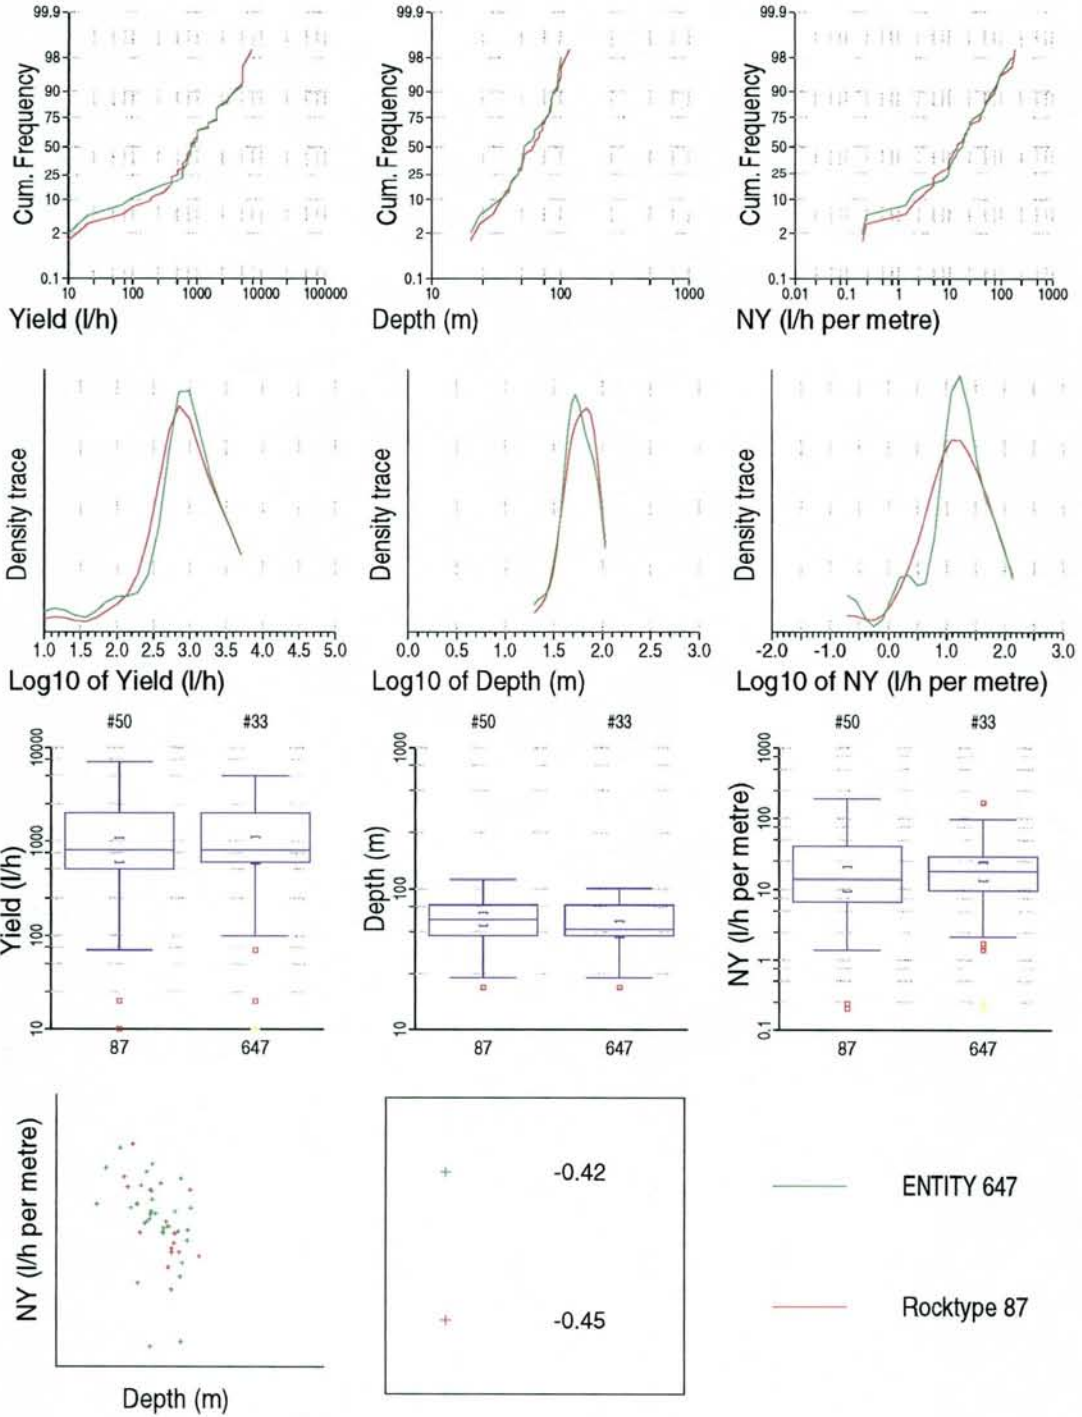 99.9 99.9 99.9
98 98 98
90 90 90
75 75 75
50 50 50
25 25 25
10 10 10
2 2 2
0.1 0.1 0.1
Cum. Frequency Cum. Frequency Cum. Frequency
10 100 1000 10000 100000 10 100 1000 0.01 0.1 1 10 100 1000
Yield (l/h) Depth (m) NY (l/h per metre)
Density trace Density trace Density trace
1.0 1.5 2.0 2.5 3.0 3.5 4.0 4.5 5.0 0.0 0.5 1.0 1.5 2.0 2.5 3.0 -2.0 -1.0 0.0 1.0 2.0 3.0
Log10 of Yield (l/h) Log10 of Depth (m) Log10 of NY (l/h per metre)
#50 #33 #50 #33 #50 #33
10000 1000 1000
1000 100 100
100 10 10
10 1
0.1
Yield (l/h) Depth (m) NY (l/h per metre)
87 647 87 647 87 647
NY (l/h per metre)
Depth (m)
-0.42
-0.45
ENTITY 647
Rocktype 87